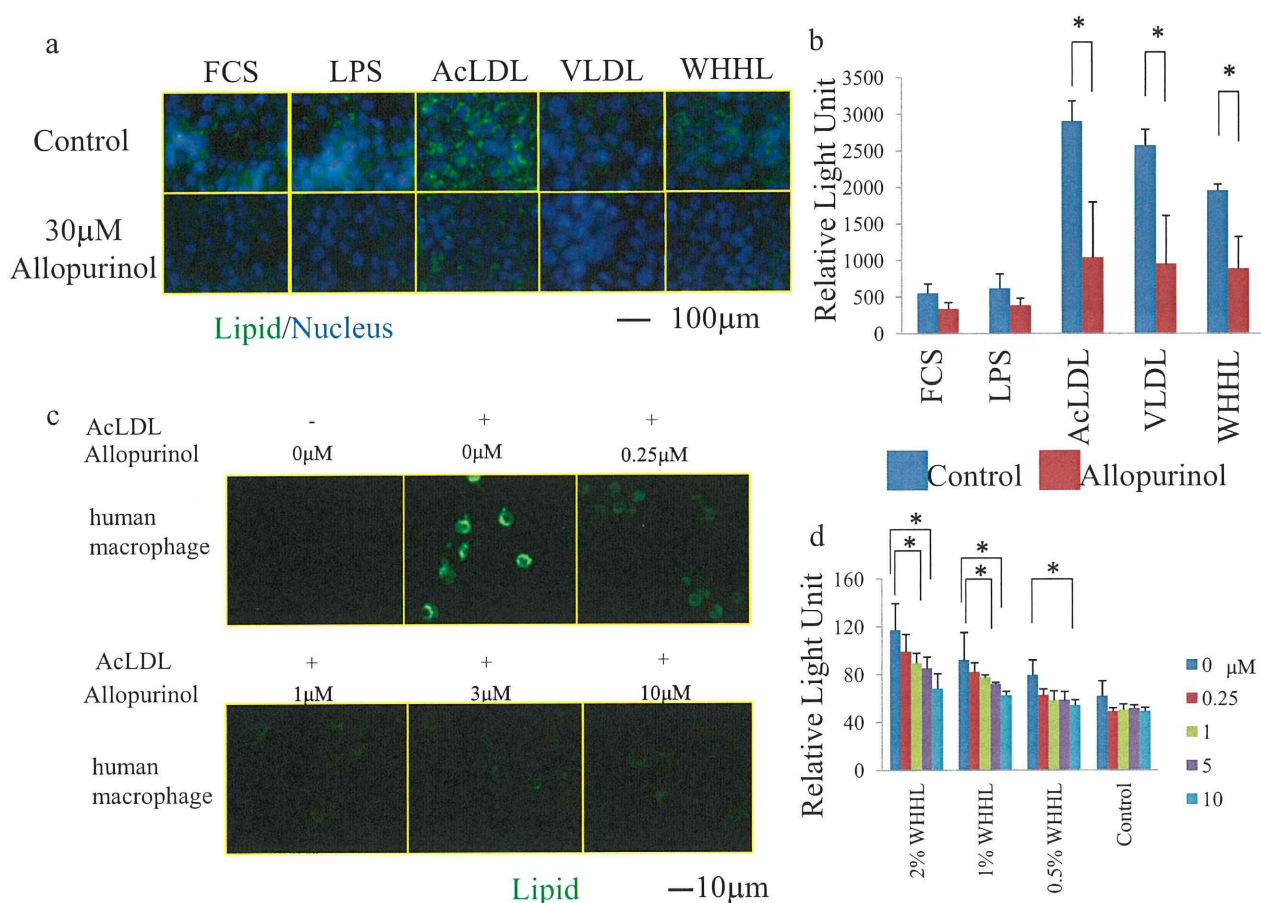 a
FCS LPS AcLDL VLDL WHHL
Control
30μM
Allopurinol
Lipid/Nucleus
100μm
b
* * *
Relative Light Unit
3500
3000
2500
2000
1500
1000
500
0
FCS LPS AcLDL VLDL WHHL
Control Allopurinol
c
AcLDL - + +
Allopurinol 0μM 0μM 0.25μM
human
macrophage
AcLDL + + +
Allopurinol 1μM 3μM 10μM
human
macrophage
Lipid
10μm
d
* * * * *
Relative Light Unit
160
120
80
40
0
2% WHHL 1% WHHL 0.5% WHHL Control
0 μM
0.25
1
5
10